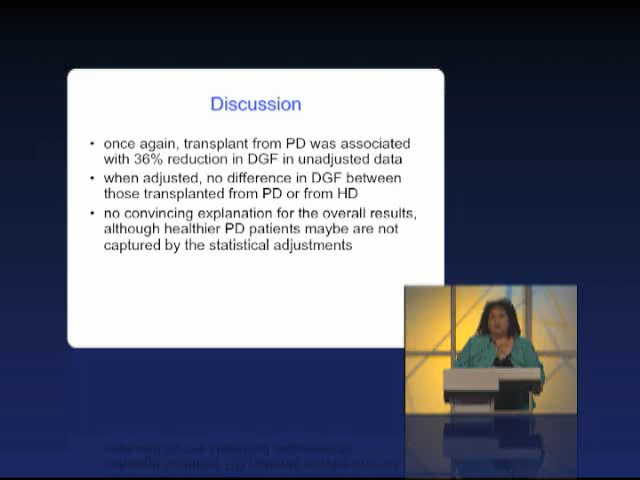 Discussion
• once again, transplant from PD was associated
with 36% reduction in DGF in unadjusted data
• when adjusted, no difference in DGF between
those transplanted from PD or from HD
• no convincing explanation for the overall results,
although healthier PD patients maybe are not
captured by the statistical adjustments